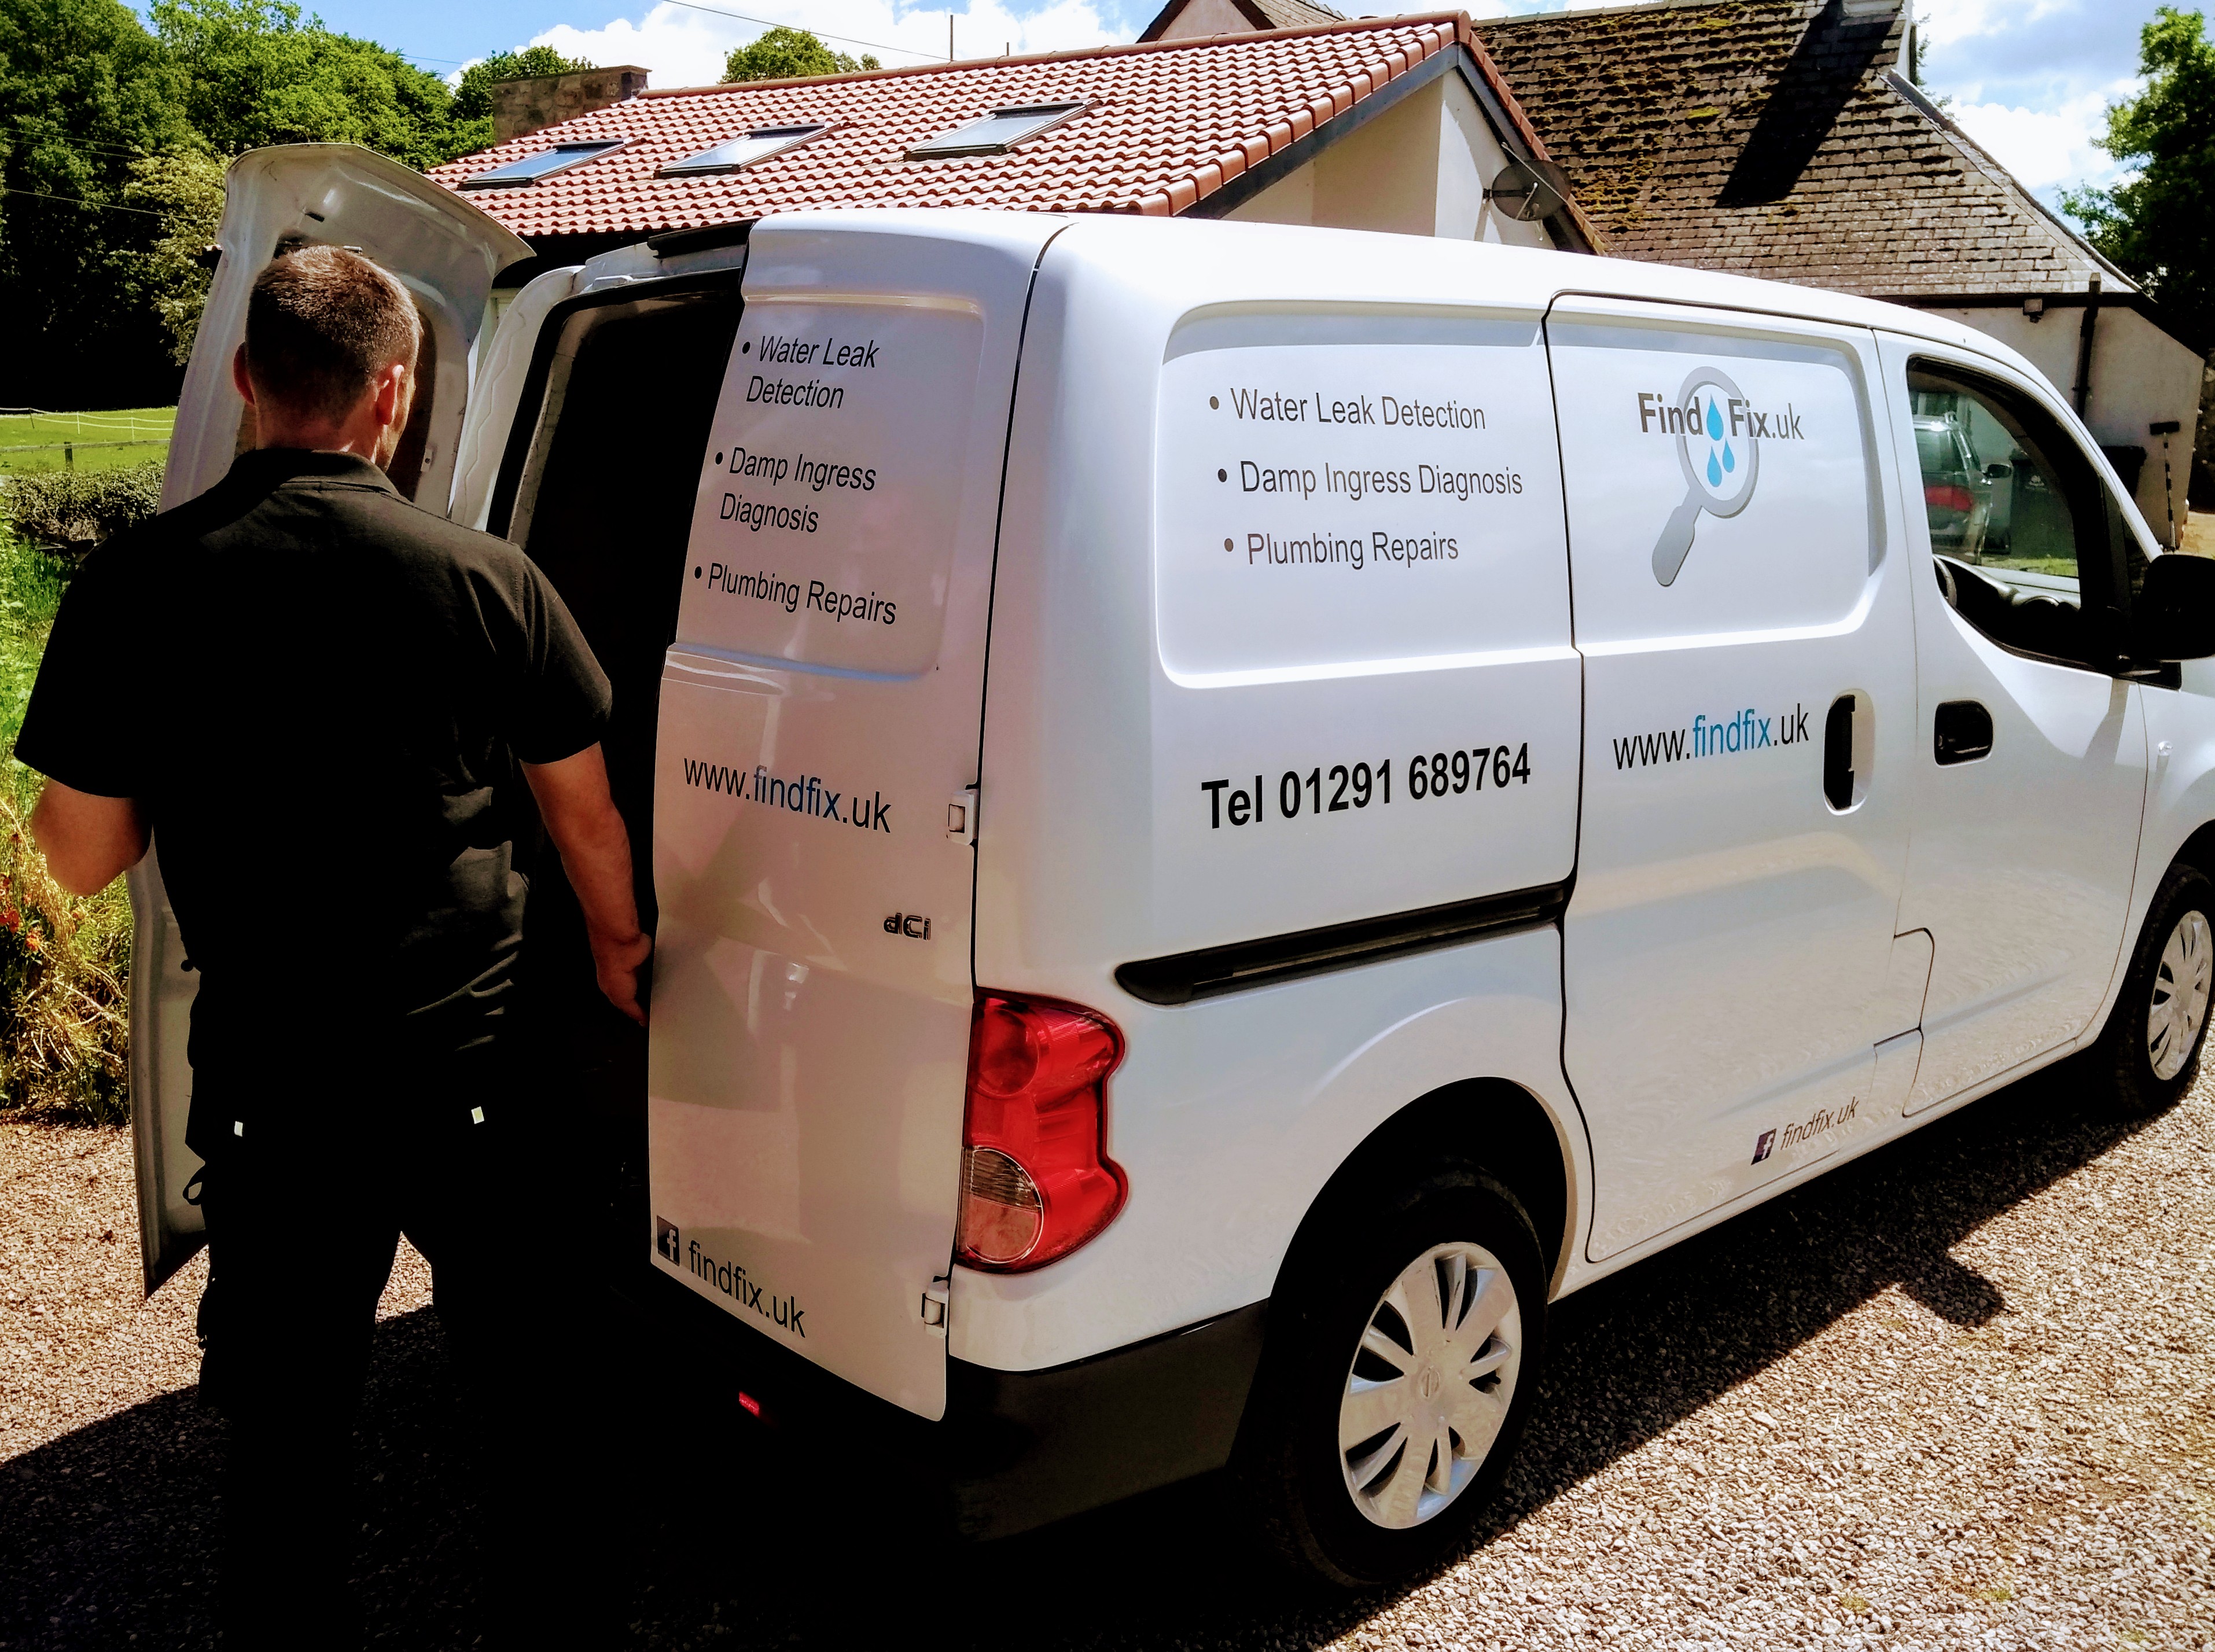 • Water Leak
Detection
• Damp Ingress
Diagnosis
• Plumbing Repairs
www.findfix.uk
dCi
f findfix.uk
• Water Leak Detection
• Damp Ingress Diagnosis
• Plumbing Repairs
Tel 01291 689764
Find Fix.uk
www.findfix.uk
f findfix.uk